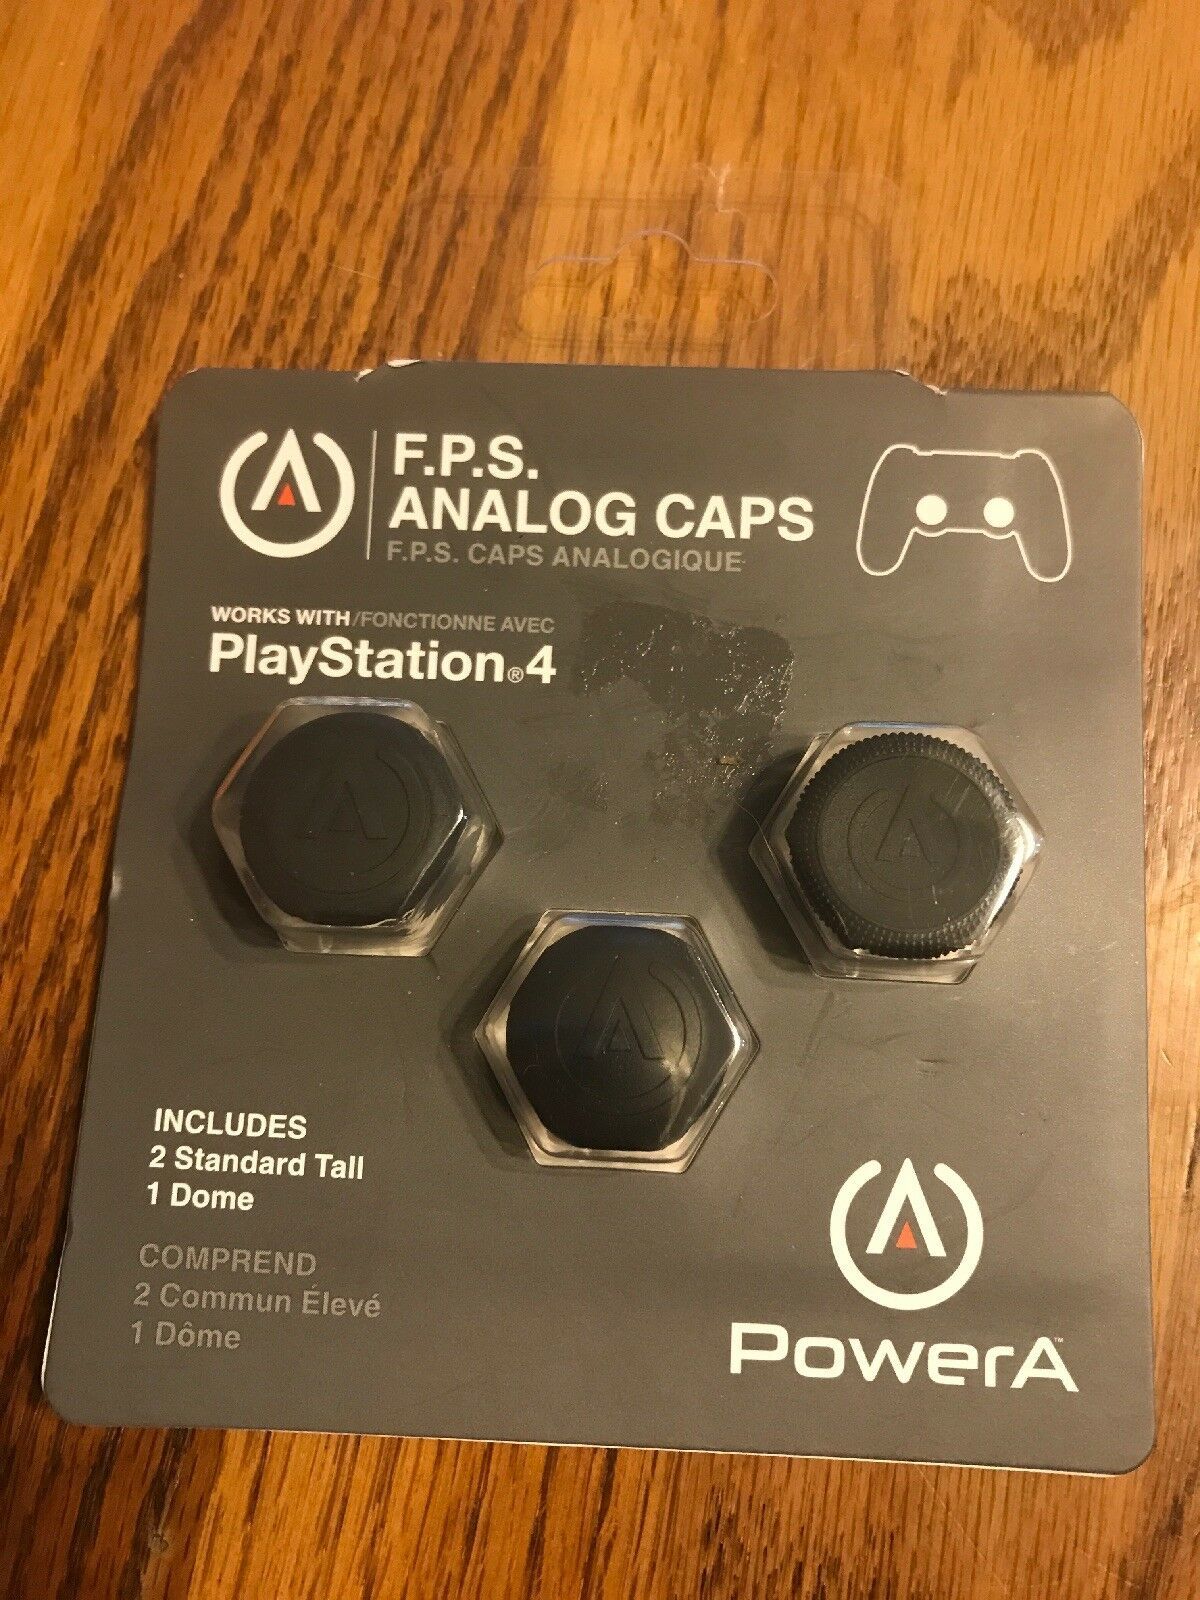 F.P.S.
ANALOG CAPS
F.P.S. CAPS ANALOGIQUE
WORKS WITH/FONCTIONNE AVEC
PlayStation®4
INCLUDES
2 Standard Tall
1 Dome
COMPREND
2 Commun Élevé
1 Dôme
PowerA™